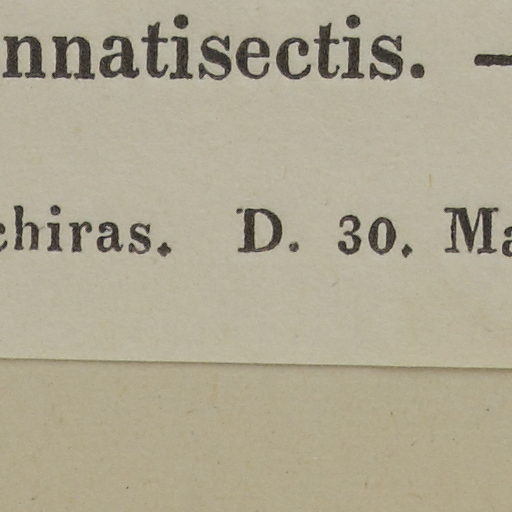 nnatisectis. —
chiras. D. 30. Ma